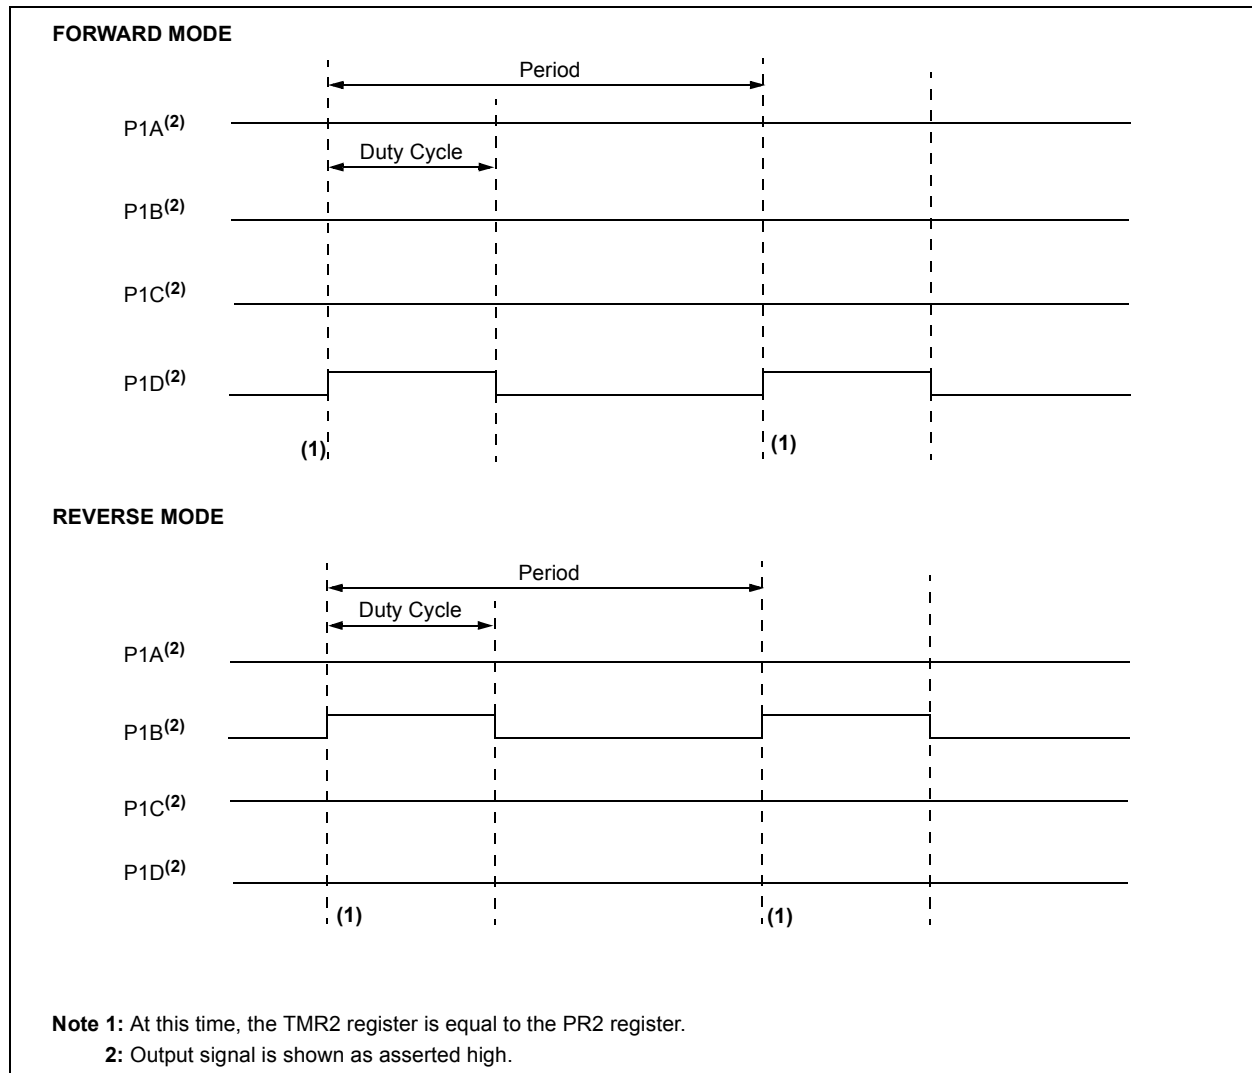 FORWARD MODE
Period
P1A(2)
Duty Cycle
P1B(2)
P1C(2)
P1D(2)
(1)
(1)
REVERSE MODE
Period
Duty Cycle
P1A(2)
P1B(2)
P1C(2)
P1D(2)
(1)
(1)
Note 1: At this time, the TMR2 register is equal to the PR2 register.
2: Output signal is shown as asserted high.